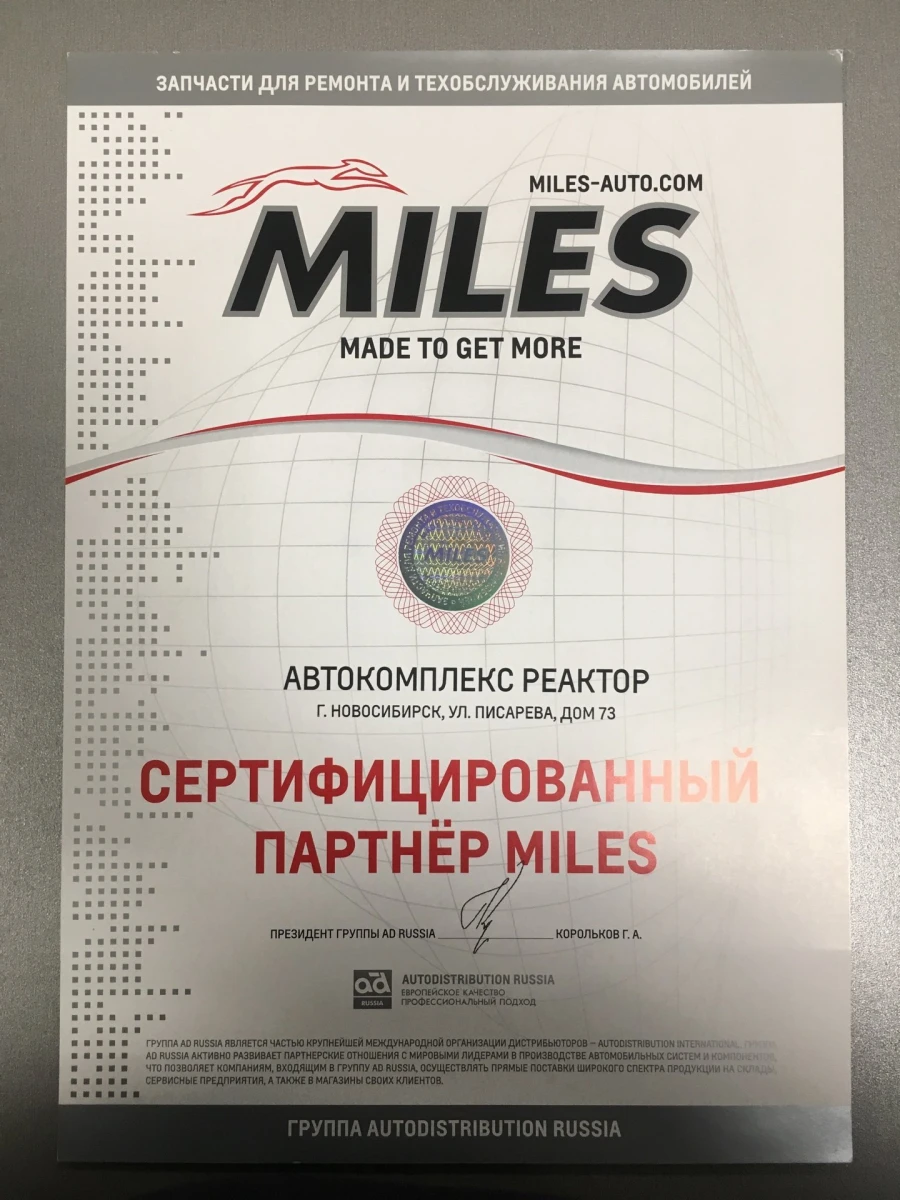 ЗАПЧАСТИ ДЛЯ РЕМОНТА И ТЕХОБСЛУЖИВАНИЯ АВТОМОБИЛЕЙ
MILES-AUTO.COM
MILES
MADE TO GET MORE
MILES
АВТОКОМПЛЕКС РЕАКТОР
Г. НОВОСИБИРСК, УЛ. ПИСАРЕВА, ДОМ 73
СЕРТИФИЦИРОВАННЫЙ
ПАРТНЁР MILES
ПРЕЗИДЕНТ ГРУППЫ AD RUSSIA КОРОЛЬКОВ Г. А.
ad RUSSIA
AUTODISTRIBUTION RUSSIA
ЕВРОПЕЙСКОЕ КАЧЕСТВО
ПРОФЕССИОНАЛЬНЫЙ ПОДХОД
ГРУППА AD RUSSIA ЯВЛЯЕТСЯ ЧАСТЬЮ КРУПНЕЙШЕЙ МЕЖДУНАРОДНОЙ ОРГАНИЗАЦИИ ДИСТРИБЬЮТОРОВ – AUTODISTRIBUTION INTERNATIONAL. ГРУППА
AD RUSSIA АКТИВНО РАЗВИВАЕТ ПАРТНЕРСКИЕ ОТНОШЕНИЯ С МИРОВЫМИ ЛИДЕРАМИ В ПРОИЗВОДСТВЕ АВТОМОБИЛЬНЫХ СИСТЕМ И КОМПОНЕНТОВ,
ЧТО ПОЗВОЛЯЕТ КОМПАНИЯМ, ВХОДЯЩИМ В ГРУППУ AD RUSSIA, ОСУЩЕСТВЛЯТЬ ПРЯМЫЕ ПОСТАВКИ ШИРОКОГО СПЕКТРА ПРОДУКЦИИ НА СКЛАДЫ,
СЕРВИСНЫЕ ПРЕДПРИЯТИЯ, А ТАКЖЕ В МАГАЗИНЫ СВОИХ КЛИЕНТОВ.
ГРУППА AUTODISTRIBUTION RUSSIA